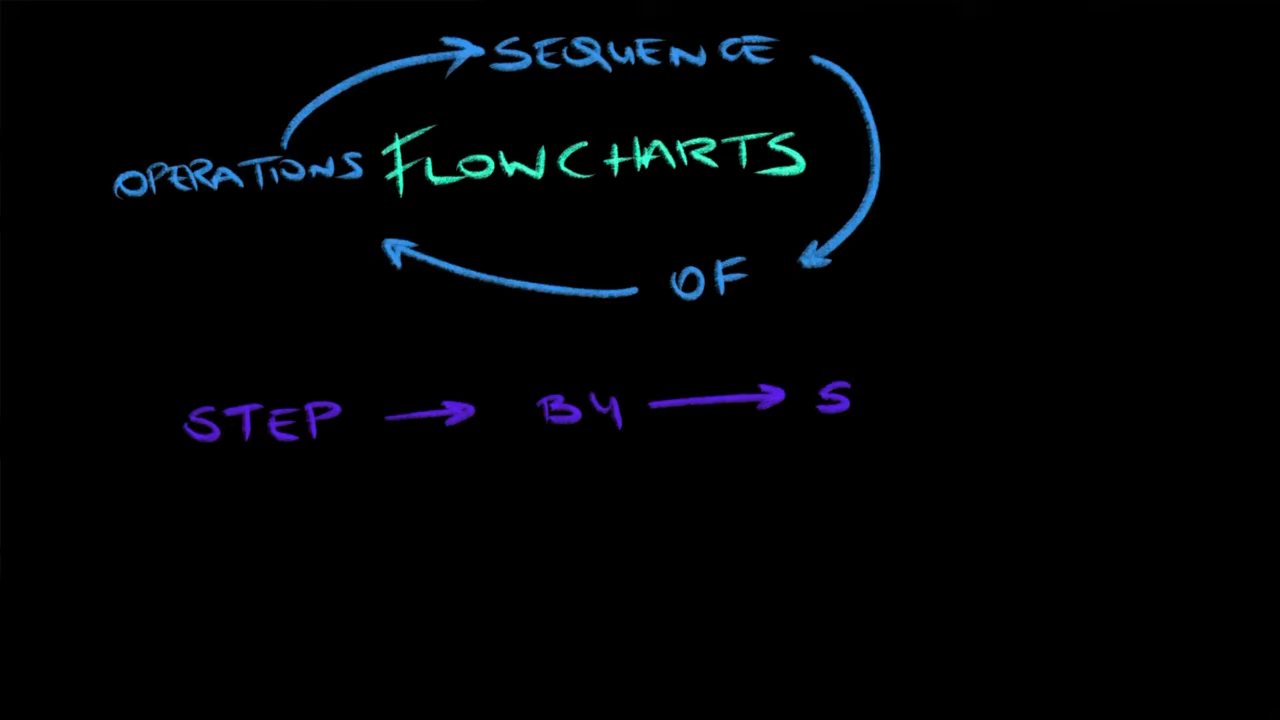 SEQUENCE
OPERATIONS FLOWCHARTS
OF
STEP → BY → S